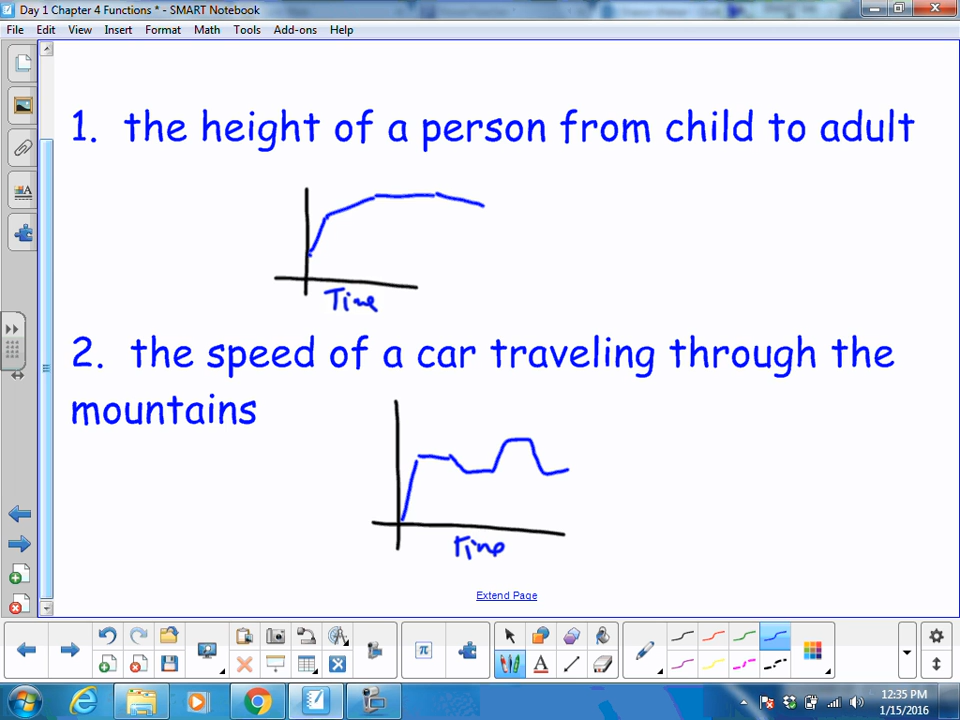 Day 1 Chapter 4 Functions * - SMART Notebook
File Edit View Insert Format Math Tools Add-ons Help
1. the height of a person from child to adult
Time
2. the speed of a car traveling through the
mountains
Time
Extend Page
12:35 PM
1/15/2016